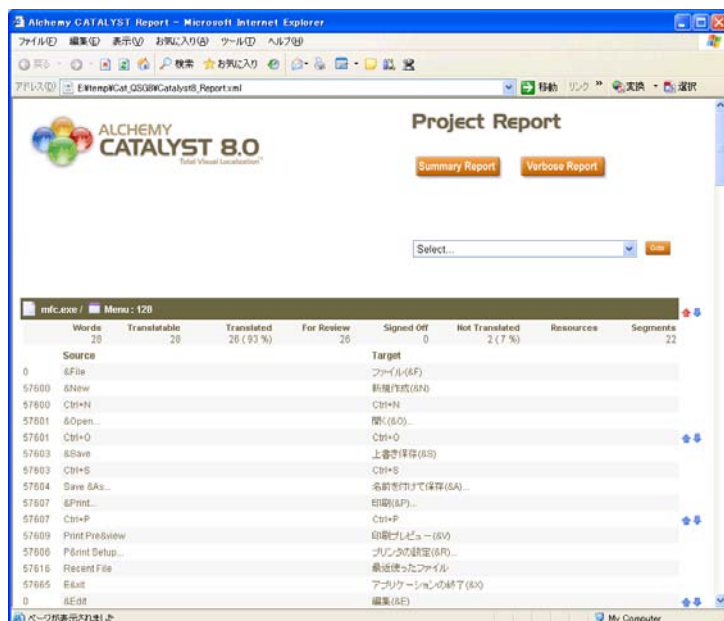 Alchemy CATALYST Report - Microsoft Internet Explorer
ファイル(F) 編集(E) 表示(V) お気に入り(A) ツール(T) ヘルプ(H)
戻る 検索 お気に入り
アドレス(D) E:\temp\Cat_QSG8\Catalyst8_Report.xml 移動 リンク » 変換 選択
ALCHEMY
CATALYST 8.0
Total Visual Localization™
Project Report
Summary Report Verbose Report
Select... Goto
mfc.exe / Menu : 128
Words Translatable Translated For Review Signed Off Not Translated Resources Segments
28 28 26 ( 93 %) 26 0 2 ( 7 %) 22
Source Target
0 &File ファイル(&F)
57600 &New 新規作成(&N)
57600 Ctrl+N Ctrl+N
57601 &Open... 開く(&O)...
57601 Ctrl+O Ctrl+O
57603 &Save 上書き保存(&S)
57603 Ctrl+S Ctrl+S
57604 Save &As... 名前を付けて保存(&A)...
57607 &Print... 印刷(&P)...
57607 Ctrl+P Ctrl+P
57609 Print Pre&view 印刷プレビュー(&V)
57606 P&rint Setup... プリンタの設定(&R)...
57616 Recent File 最近使ったファイル
57665 E&xit アプリケーションの終了(&X)
0 &Edit 編集(&E)
ページが表示されました My Computer